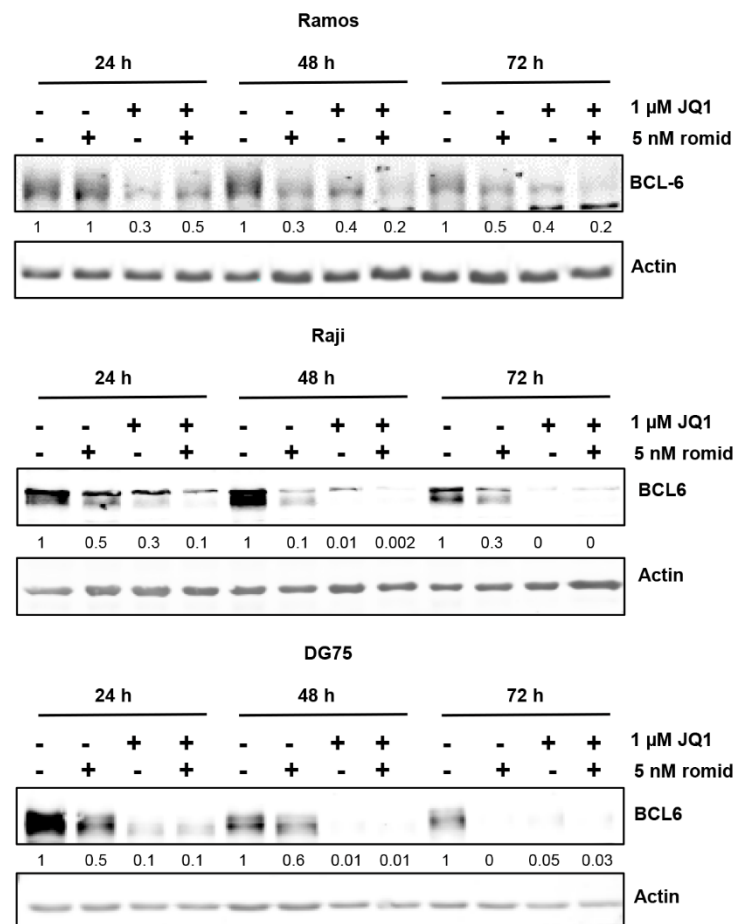 Ramos
24 h 48 h 72 h
- - + + - - + + - - + + 1 µM JQ1
- + - + - + - + - + - + 5 nM romid
BCL-6
1 1 0.3 0.5 1 0.3 0.4 0.2 1 0.5 0.4 0.2
Actin
Raji
24 h 48 h 72 h
- - + + - - + + - - + + 1 µM JQ1
- + - + - + - + - + - + 5 nM romid
BCL6
1 0.5 0.3 0.1 1 0.1 0.01 0.002 1 0.3 0 0
Actin
DG75
24 h 48 h 72 h
- - + + - - + + - - + + 1 µM JQ1
- + - + - + - + - + - + 5 nM romid
BCL6
1 0.5 0.1 0.1 1 0.6 0.01 0.01 1 0 0.05 0.03
Actin